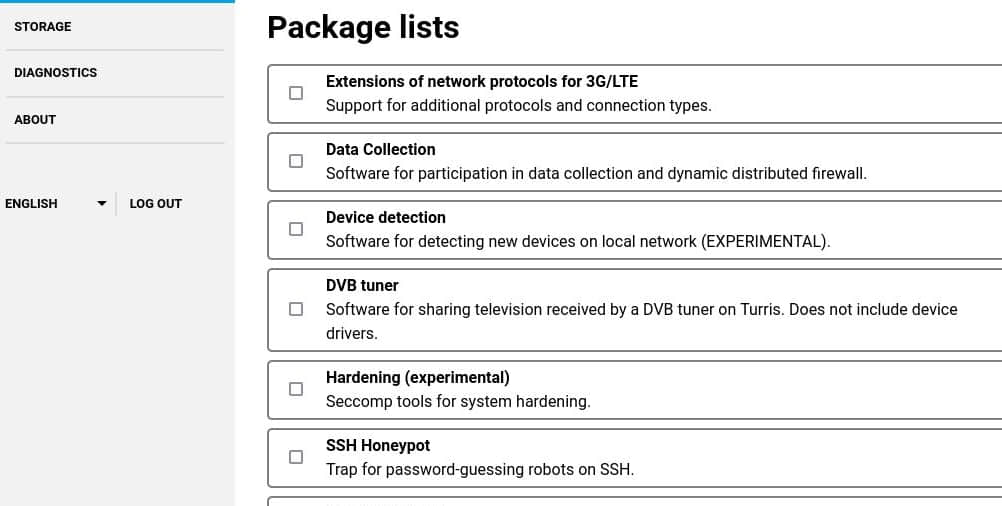 STORAGE
DIAGNOSTICS
ABOUT
ENGLISH
LOG OUT
Package lists
Extensions of network protocols for 3G/LTE
Support for additional protocols and connection types.
Data Collection
Software for participation in data collection and dynamic distributed firewall.
Device detection
Software for detecting new devices on local network (EXPERIMENTAL).
DVB tuner
Software for sharing television received by a DVB tuner on Turris. Does not include device
drivers.
Hardening (experimental)
Seccomp tools for system hardening.
SSH Honeypot
Trap for password-guessing robots on SSH.